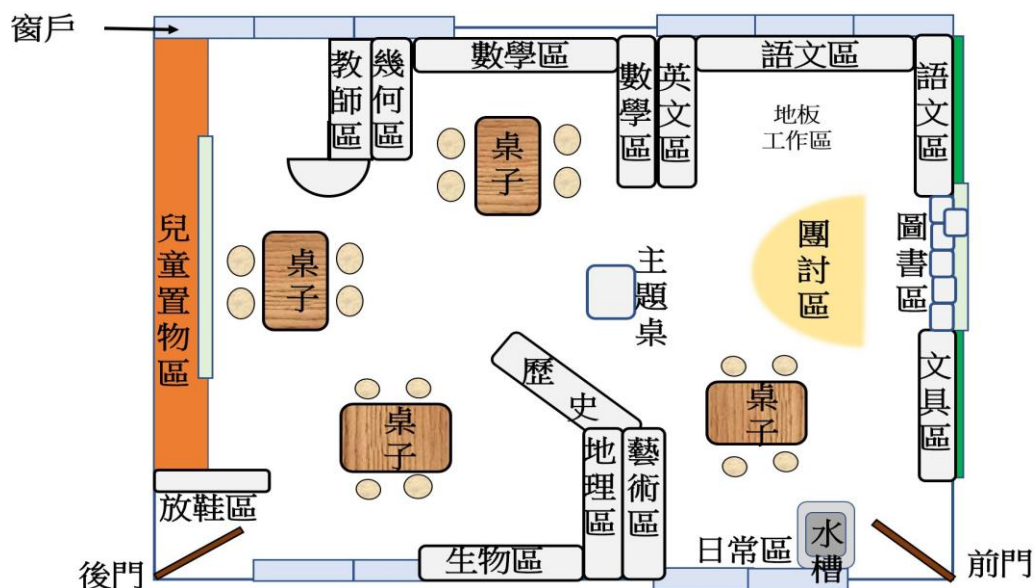 窗戶
教師區
幾何區
數學區
數學區
英文區
語文區
語文區
地板
工作區
桌子
兒童置物區
桌子
主題桌
團討區
圖書區
歷史
桌子
桌子
文具區
地理區
藝術區
放鞋區
生物區
日常區
水槽
後門
前門